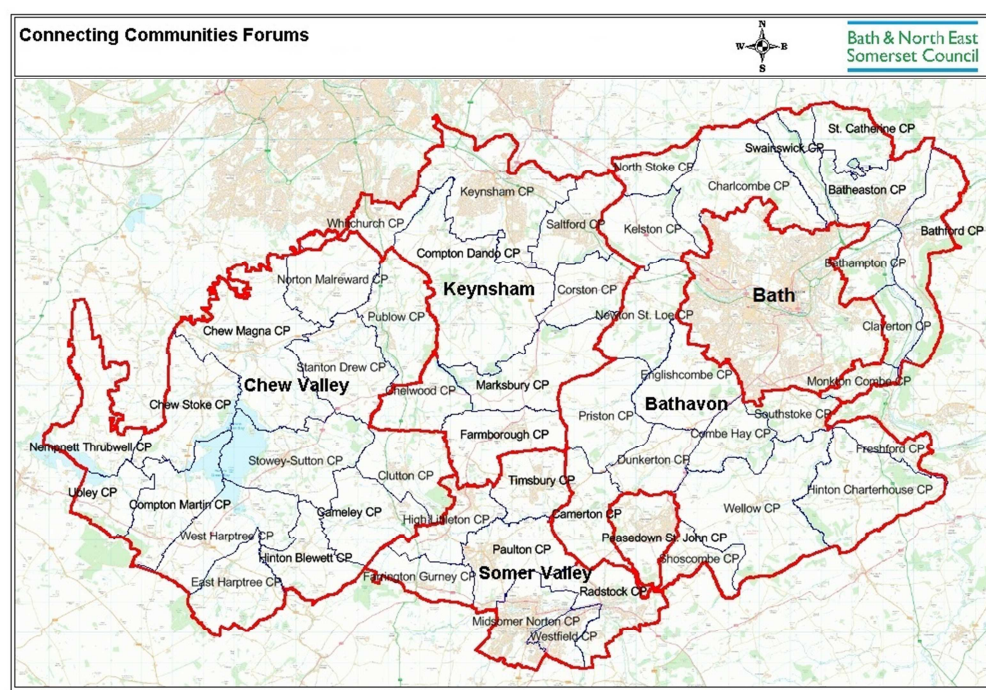 Connecting Communities Forums
N
W E
S
Bath & North East
Somerset Council
St. Catherine CP
Swainswick CP
North Stoke CP
Keynsham CP
Charlcombe CP
Batheaston CP
Whitchurch CP
Saltford CP
Kelston CP
Bathford CP
Compton Dando CP
Bathampton CP
Norton Malreward CP
Keynsham
Corston CP
Bath
Publow CP
Newton St. Loe CP
Chew Magna CP
Claverton CP
Stanton Drew CP
Englishcombe CP
Chew Valley
Marksbury CP
Monkton Combe CP
Chelwood CP
Chew Stoke CP
Bathavon
Priston CP
Southstoke CP
Farmborough CP
Combe Hay CP
Nempnett Thrubwell CP
Freshford CP
Stowey-Sutton CP
Dunkerton CP
Clutton CP
Timsbury CP
Hinton Charterhouse CP
Ubley CP
Compton Martin CP
Wellow CP
Cameley CP
Camerton CP
High Littleton CP
West Harptree CP
Peasedown St. John CP
Paulton CP
Hinton Blewett CP
Shoscombe CP
Somer Valley
Farrington Gurney CP
East Harptree CP
Radstock CP
Midsomer Norton CP
Westfield CP